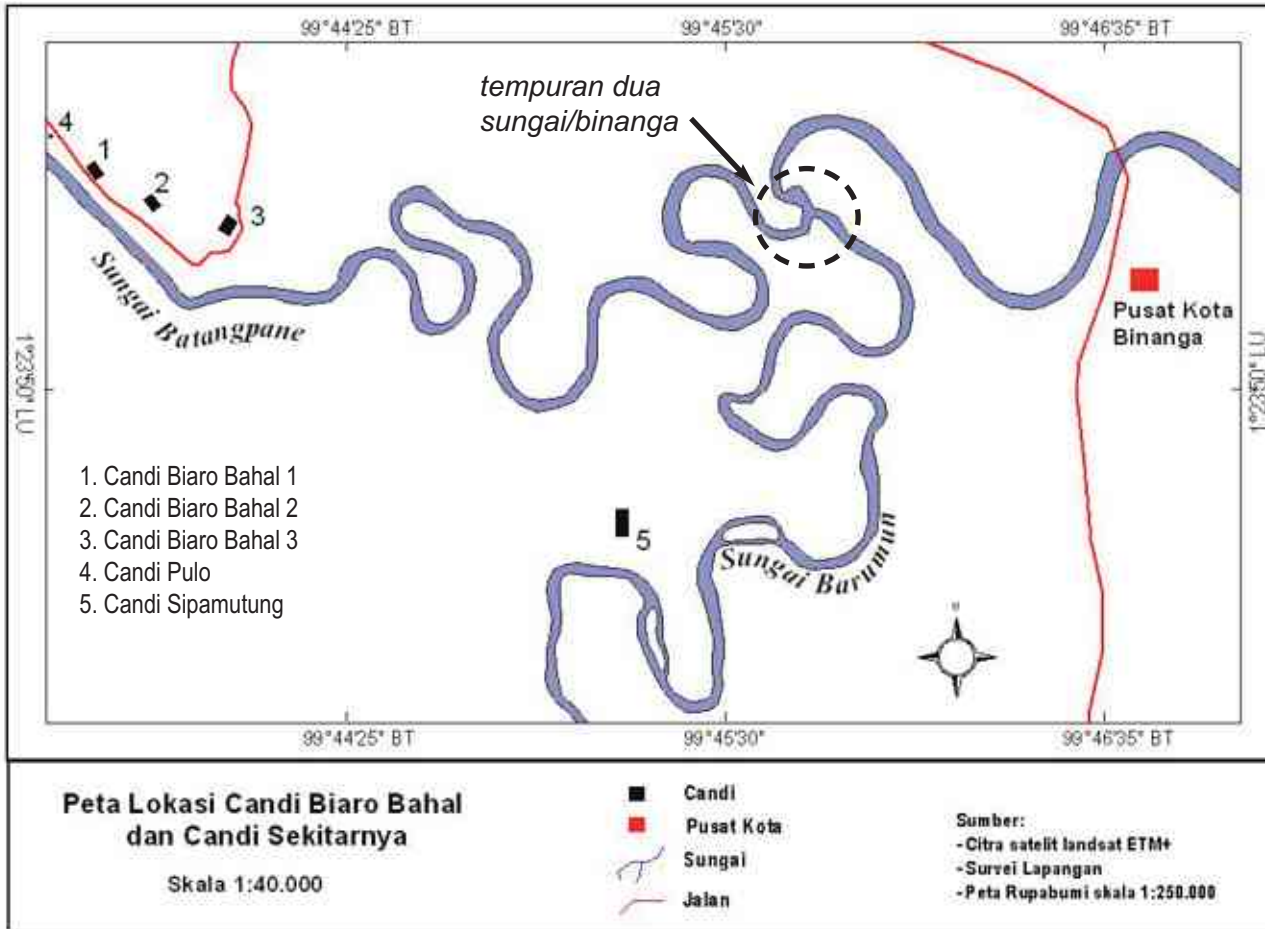 99°44'25" BT
99°45'30"
99°46'35" BT
tempuran dua
sungai/binanga
4
1
2
3
Sungai Batangpane
Pusat Kota
Binanga
1°23'50" LU
1°23'50" LU
1. Candi Biaro Bahal 1
2. Candi Biaro Bahal 2
3. Candi Biaro Bahal 3
4. Candi Pulo
5. Candi Sipamutung
5
Sungai Barumun
99°44'25" BT
99°45'30"
99°46'35" BT
Peta Lokasi Candi Biaro Bahal
dan Candi Sekitarnya
Skala 1:40.000
Candi
Pusat Kota
Sungai
Jalan
Sumber:
-Citra satelit landsat ETM+
-Survei Lapangan
-Peta Rupabumi skala 1:250.000